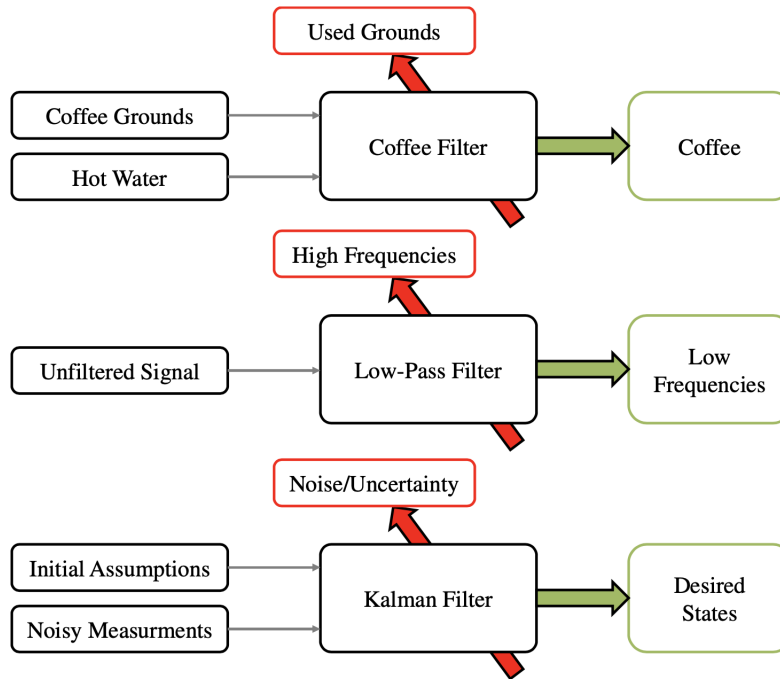 Used Grounds
Coffee Grounds
Hot Water
Coffee Filter
Coffee
High Frequencies
Unfiltered Signal
Low-Pass Filter
Low
Frequencies
Noise/Uncertainty
Initial Assumptions
Noisy Measurments
Kalman Filter
Desired
States